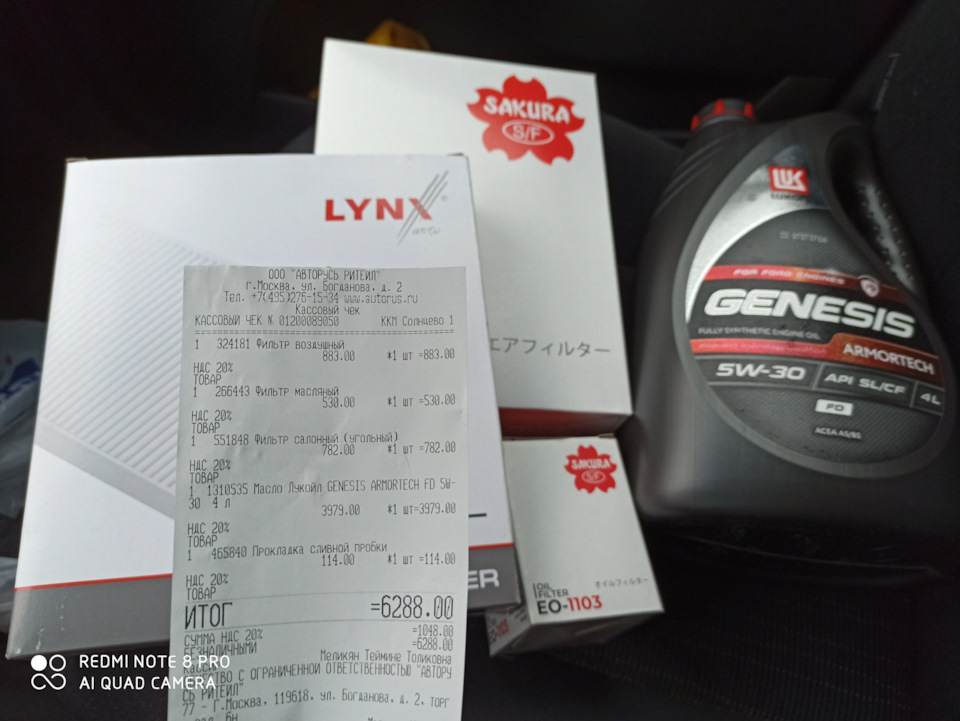 SAKURA
S/F
エアフィルター
LYNX
auto
LUK
FOR FORD ENGINES
GENESIS
FULLY SYNTHETIC ENGINE OIL
ARMORTECH
5W-30
API SL/CF
4L
FD
ACEA A5/B5
SAKURA
S/F
OIL
FILTER
オイルフィルター
EO-1103
ER
ООО "АВТОРУСЬ РИТЕЙЛ"
г.Москва, ул. Богданова, д. 2
Тел. +7(495)276-15-34 www.autorus.ru
Кассовый чек
КАССОВЫЙ ЧЕК № 01200089050 ККМ Солнцево 1
1 324181 Фильтр воздушный
883.00 *1 шт =883.00
НДС 20%
ТОВАР
1 266443 Фильтр масляный
530.00 *1 шт =530.00
НДС 20%
ТОВАР
1 551848 Фильтр салонный (угольный)
782.00 *1 шт =782.00
НДС 20%
ТОВАР
1 1310535 Масло Лукойл GENESIS ARMORTECH FD 5W-
30 4 л
3979.00 *1 шт=3979.00
НДС 20%
ТОВАР
1 465840 Прокладка сливной пробки
114.00 *1 шт =114.00
НДС 20%
ТОВАР
ИТОГ =6288.00
СУММА НДС 20% =1048.00
БЕЗНАЛИЧНЫМИ =6288.00
Меликян Теймине Толиковна
С ОГРАНИЧЕННОЙ ОТВЕТСТВЕННОСТЬЮ "АВТОРУ
СЬ РИТЕЙЛ"
77 - Г.Москва, 119618, ул. Богданова, д. 2, торг
REDMI NOTE 8 PRO
AI QUAD CAMERA